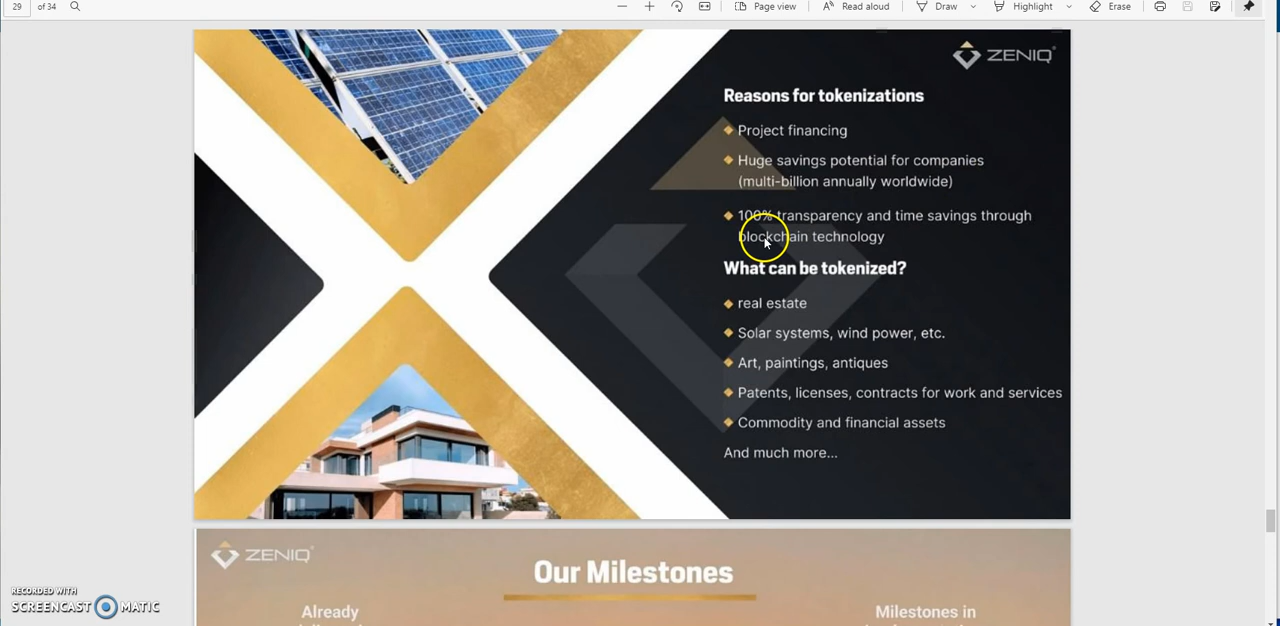 29 of 34 Page view Read aloud Draw Highlight Erase
ZENIQ
Reasons for tokenizations
Project financing
Huge savings potential for companies
(multi-billion annually worldwide)
100% transparency and time savings through
blockchain technology
What can be tokenized?
real estate
Solar systems, wind power, etc.
Art, paintings, antiques
Patents, licenses, contracts for work and services
Commodity and financial assets
And much more...
ZENIQ
Our Milestones
Already
Milestones in
RECORDED WITH
SCREENCAST MATIC